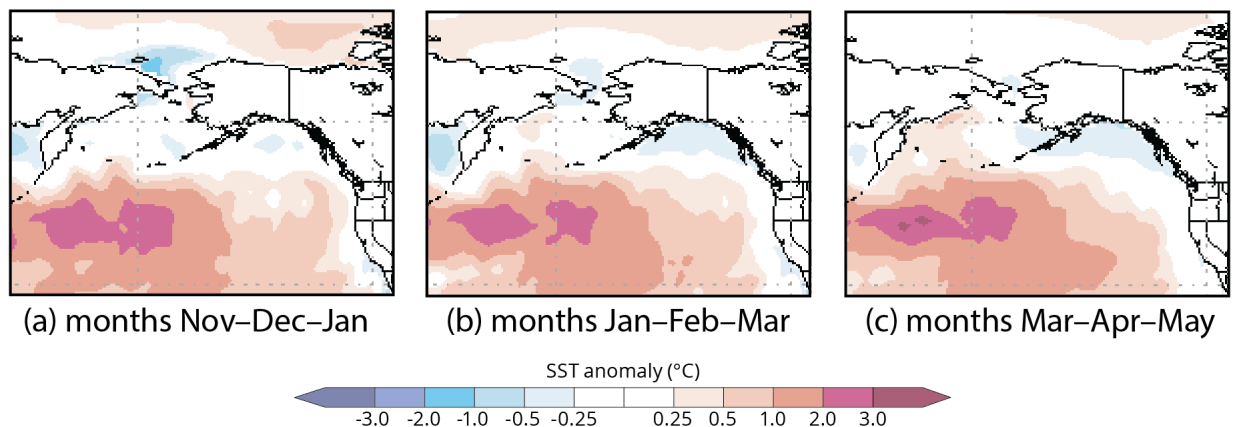 (a) months Nov–Dec–Jan
(b) months Jan–Feb–Mar
(c) months Mar–Apr–May
SST anomaly (°C)
-3.0 -2.0 -1.0 -0.5 -0.25 0.25 0.5 1.0 2.0 3.0